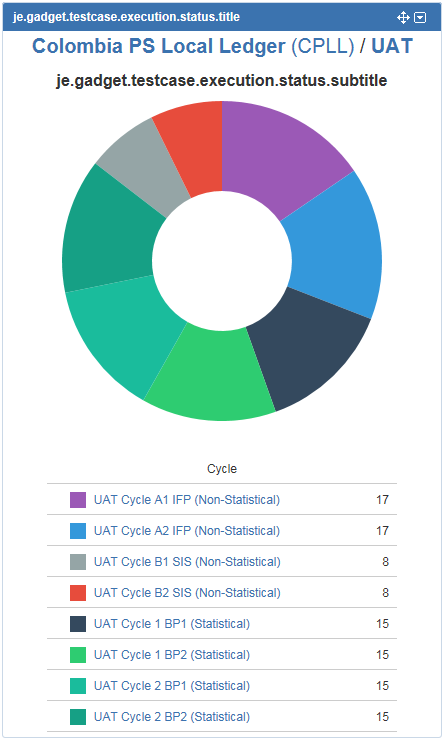 je.gadget.testcase.execution.status.title
Colombia PS Local Ledger (CPLL) / UAT
je.gadget.testcase.execution.status.subtitle
Cycle
UAT Cycle A1 IFP (Non-Statistical) 17
UAT Cycle A2 IFP (Non-Statistical) 17
UAT Cycle B1 SIS (Non-Statistical) 8
UAT Cycle B2 SIS (Non-Statistical) 8
UAT Cycle 1 BP1 (Statistical) 15
UAT Cycle 1 BP2 (Statistical) 15
UAT Cycle 2 BP1 (Statistical) 15
UAT Cycle 2 BP2 (Statistical) 15